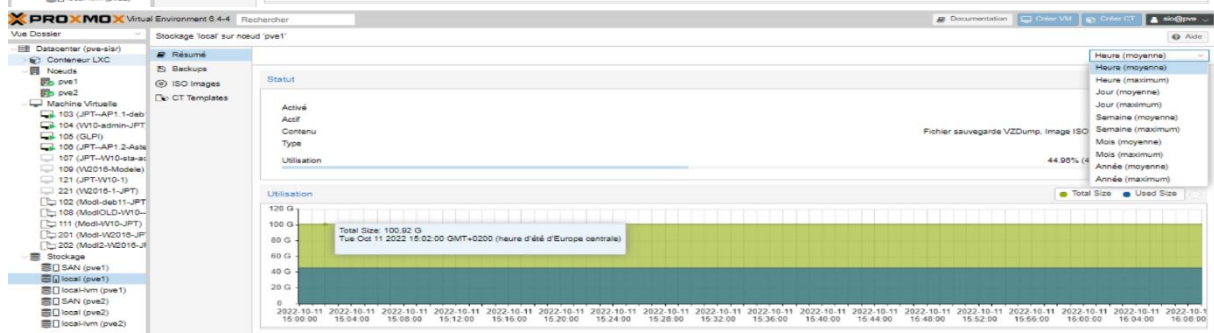 PROXMOX Virtual Environment 6.4-4 Rechercher Documentation Créer VM Créer CT sio@pve
Vue Dossier
Stockage 'local' sur noeud 'pve1' Aide
Datacenter (pve-sisr)
Conteneur LXC
Noeuds
pve1
pve2
Machine Virtuelle
103 (JPT--AP1.1-deb
104 (W10-admin-JPT
105 (GLPI)
106 (JPT--AP1.2-Aste
107 (JPT--W10-sta-ac
109 (W2016-Modele)
121 (JPT-W10-1)
221 (W2016-1-JPT)
102 (Modl-deb11-JPT
108 (ModlOLD-W10--
111 (Modl-W10-JPT)
201 (Modl-W2016-JP
202 (Modl2-W2016-J
Stockage
SAN (pve1)
local (pve1)
local-lvm (pve1)
SAN (pve2)
local (pve2)
local-lvm (pve2)
Résumé
Backups
ISO Images
CT Templates
Heure (moyenne)
Heure (moyenne)
Heure (maximum)
Jour (moyenne)
Jour (maximum)
Semaine (moyenne)
Semaine (maximum)
Mois (moyenne)
Mois (maximum)
Année (moyenne)
Année (maximum)
Statut
Activé
Actif
Contenu Fichier sauvegarde VZDump, Image ISO
Type
Utilisation 44.96% (4
Utilisation Total Size Used Size
120 G
100 G
80 G
60 G
40 G
20 G
0
Total Size: 100.92 G
Tue Oct 11 2022 15:02:00 GMT+0200 (heure d'été d'Europe centrale)
2022-10-11 2022-10-11 2022-10-11 2022-10-11 2022-10-11 2022-10-11 2022-10-11 2022-10-11 2022-10-11 2022-10-11 2022-10-11 2022-10-11 2022-10-11 2022-10-11 2022-10-11 2022-10-11 2022-10-11 2022-10-1
15:00:00 15:04:00 15:08:00 15:12:00 15:16:00 15:20:00 15:24:00 15:28:00 15:32:00 15:36:00 15:40:00 15:44:00 15:48:00 15:52:00 15:56:00 16:00:00 16:04:00 16:08:00